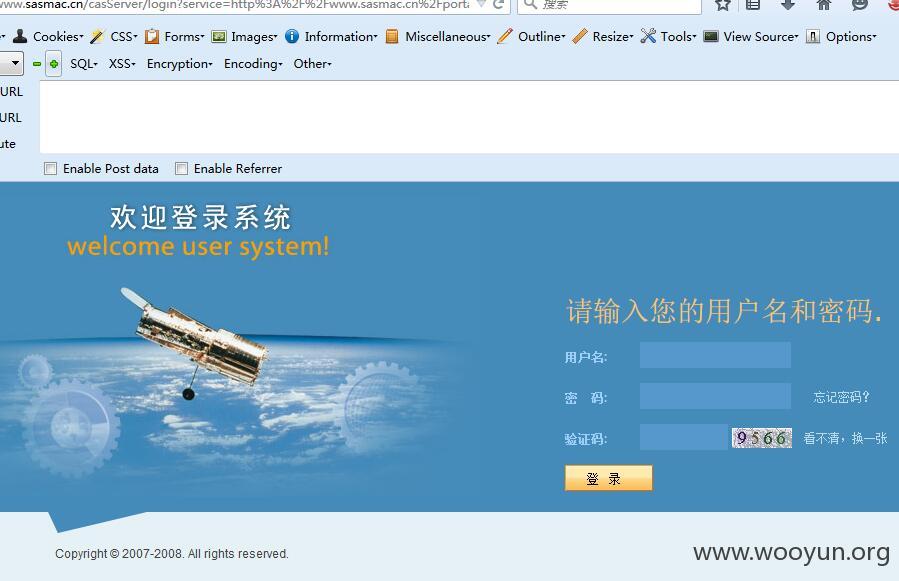 www.sasmac.cn/casServer/login?service=http%3A%2F%2Fwww.sasmac.cn%2Fporta
搜索
Cookies CSS Forms Images Information Miscellaneous Outline Resize Tools View Source Options
SQL XSS Encryption Encoding Other
URL
URL
ute
Enable Post data Enable Referrer
欢迎登录系统
welcome user system!
请输入您的用户名和密码.
用户名:
密 码: 忘记密码?
验证码: 9566 看不清，换一张
登 录
Copyright © 2007-2008. All rights reserved.
www.wooyun.org